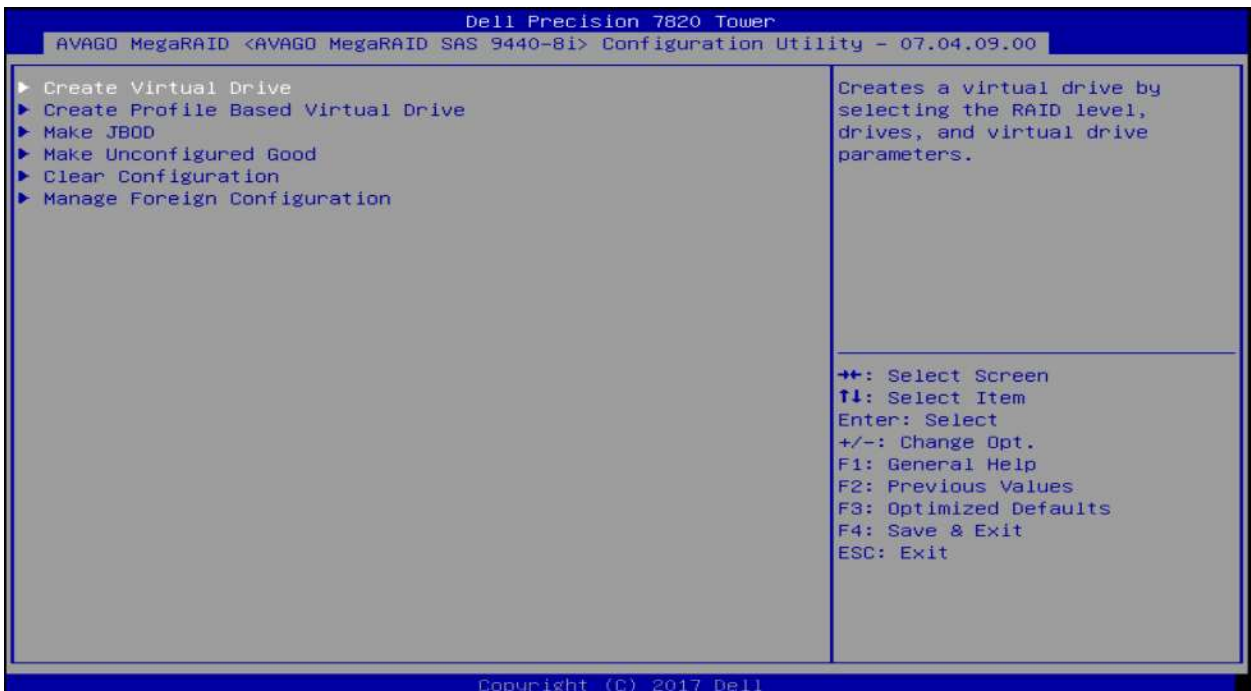 Dell Precision 7820 Tower
AVAGO MegaRAID <AVAGO MegaRAID SAS 9440-8i> Configuration Utility - 07.04.09.00
▶ Create Virtual Drive
▶ Create Profile Based Virtual Drive
▶ Make JBOD
▶ Make Unconfigured Good
▶ Clear Configuration
▶ Manage Foreign Configuration
Creates a virtual drive by
selecting the RAID level,
drives, and virtual drive
parameters.
→←: Select Screen
↑↓: Select Item
Enter: Select
+/-: Change Opt.
F1: General Help
F2: Previous Values
F3: Optimized Defaults
F4: Save & Exit
ESC: Exit
Copyright (C) 2017 Dell